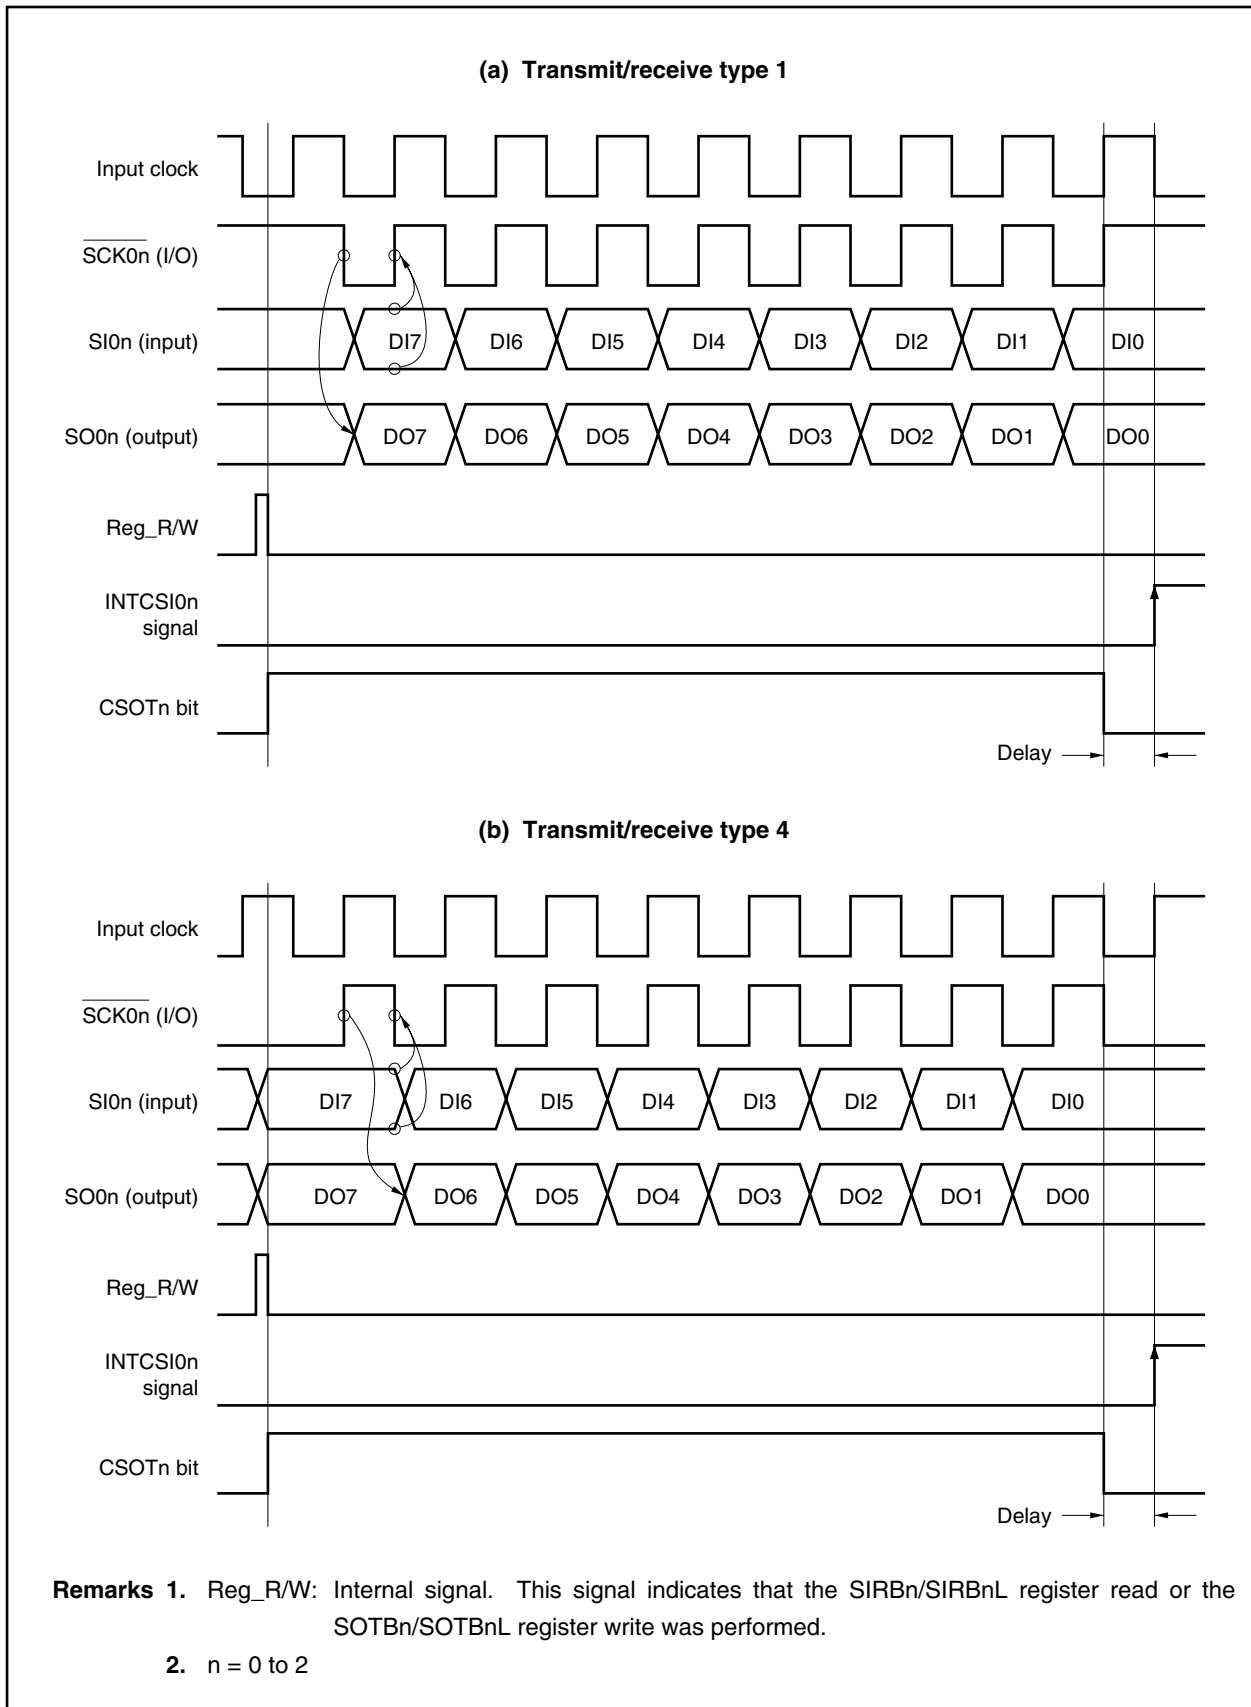 (a) Transmit/receive type 1
Input clock
SCK0n (I/O)
SI0n (input)
DI7 DI6 DI5 DI4 DI3 DI2 DI1 DI0
SO0n (output)
DO7 DO6 DO5 DO4 DO3 DO2 DO1 DO0
Reg_R/W
INTCSI0n
signal
CSOTn bit
Delay
(b) Transmit/receive type 4
Input clock
SCK0n (I/O)
SI0n (input)
DI7 DI6 DI5 DI4 DI3 DI2 DI1 DI0
SO0n (output)
DO7 DO6 DO5 DO4 DO3 DO2 DO1 DO0
Reg_R/W
INTCSI0n
signal
CSOTn bit
Delay
Remarks 1. Reg_R/W: Internal signal. This signal indicates that the SIRBn/SIRBnL register read or the
SOTBn/SOTBnL register write was performed.
2. n = 0 to 2